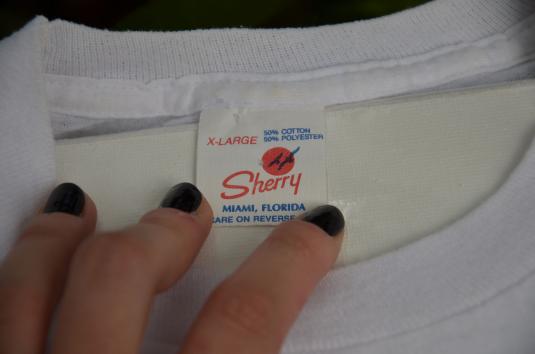 X-LARGE 50% COTTON
50% POLYESTER
Sherry
MIAMI, FLORIDA
CARE ON REVERSE